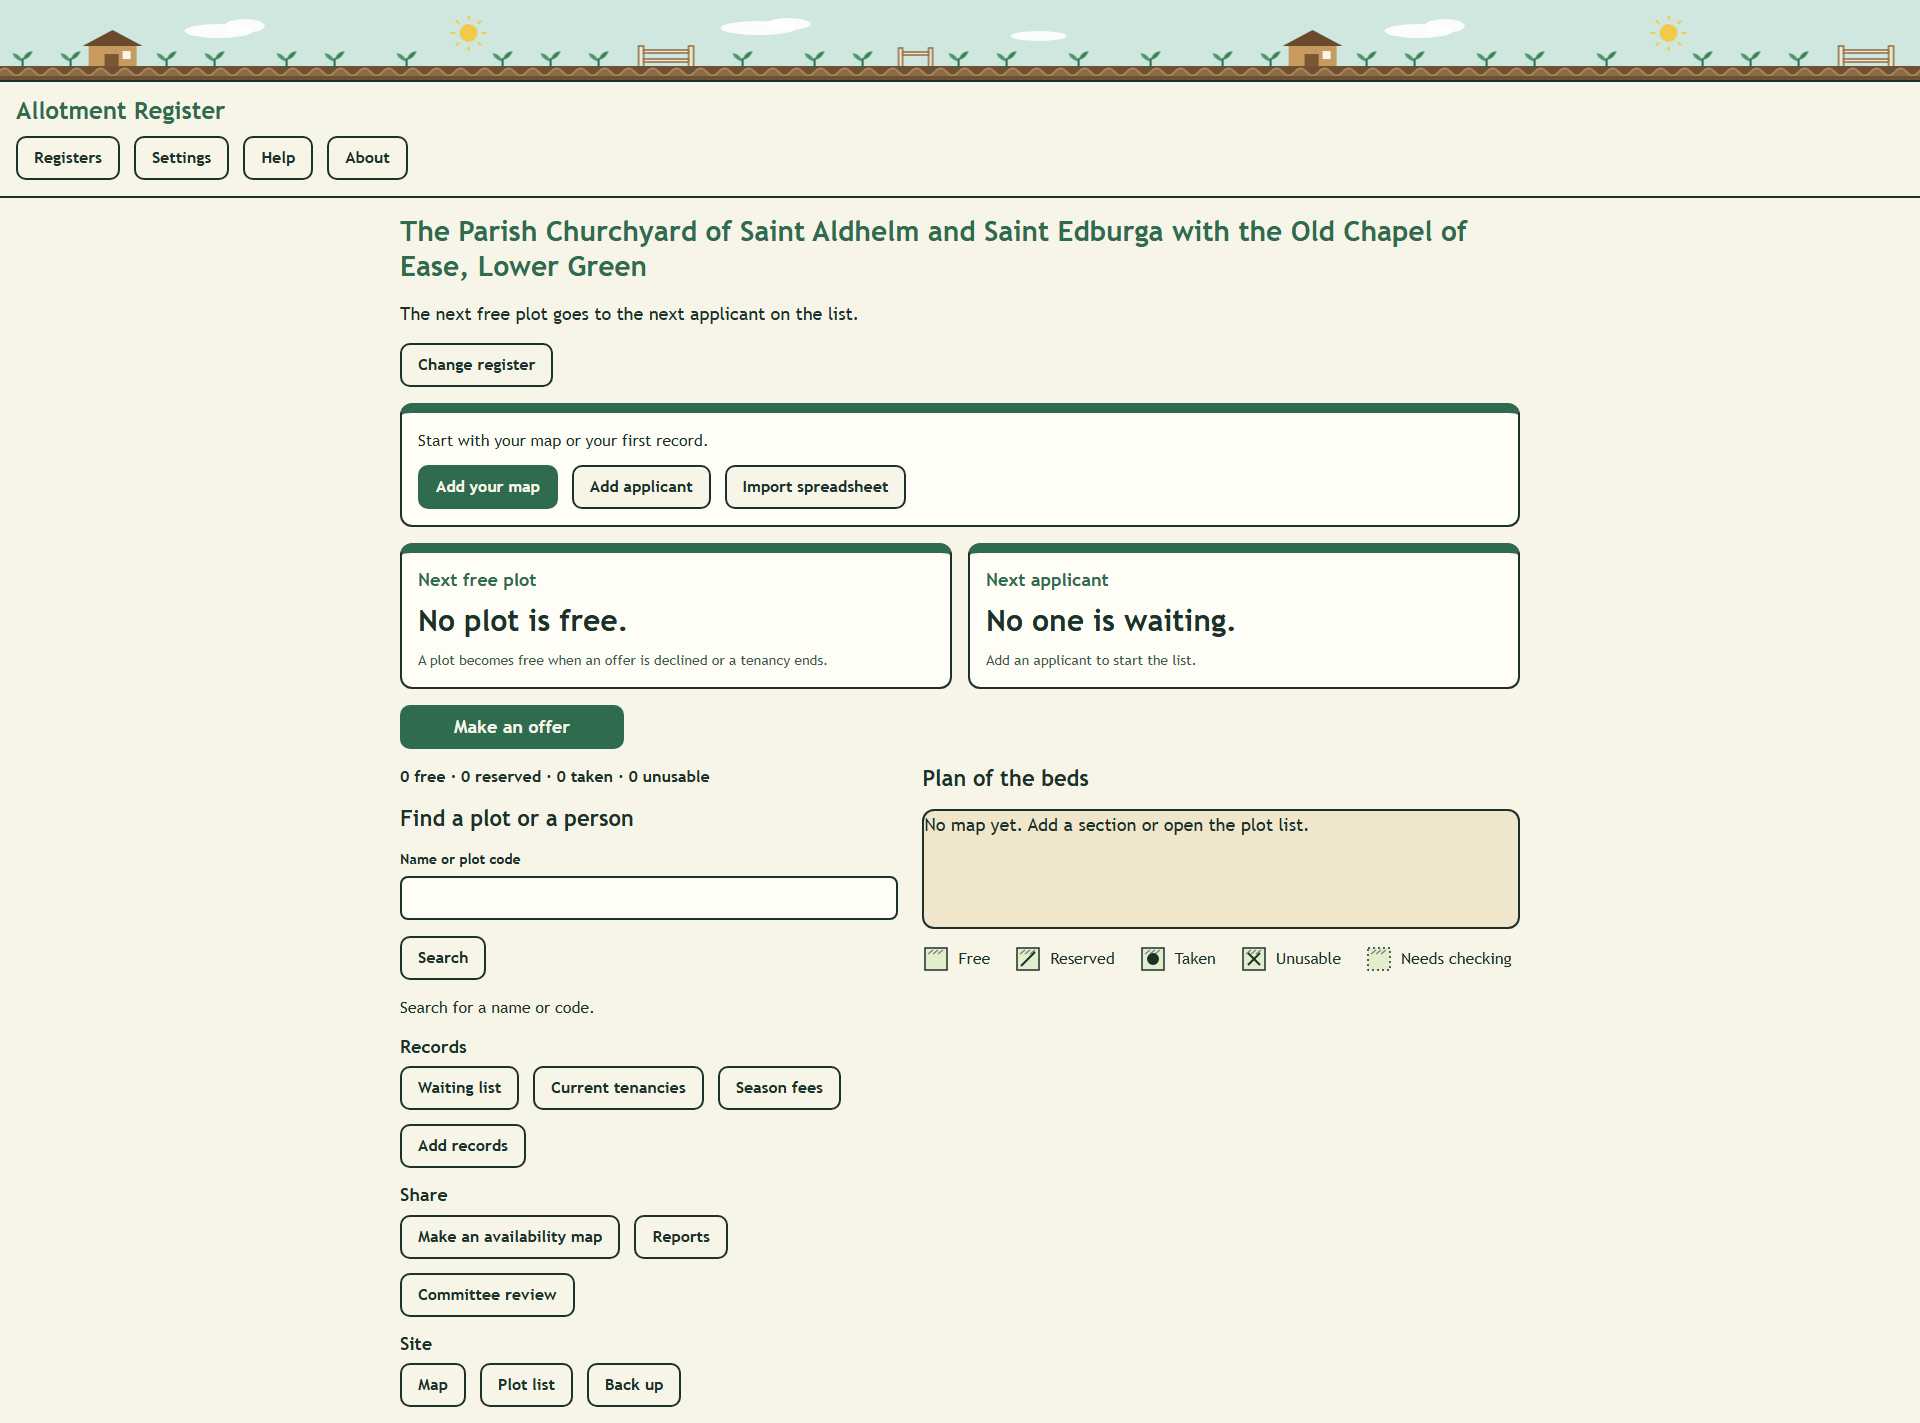 Allotment Register
Registers
Settings
Help
About
The Parish Churchyard of Saint Aldhelm and Saint Edburga with the Old Chapel of
Ease, Lower Green
The next free plot goes to the next applicant on the list.
Change register
Start with your map or your first record.
Add your map
Add applicant
Import spreadsheet
Next free plot
No plot is free.
A plot becomes free when an offer is declined or a tenancy ends.
Next applicant
No one is waiting.
Add an applicant to start the list.
Make an offer
0 free · 0 reserved · 0 taken · 0 unusable
Find a plot or a person
Name or plot code
Search
Search for a name or code.
Records
Waiting list
Current tenancies
Season fees
Add records
Share
Make an availability map
Reports
Committee review
Site
Map
Plot list
Back up
Plan of the beds
No map yet. Add a section or open the plot list.
Free
Reserved
Taken
Unusable
Needs checking